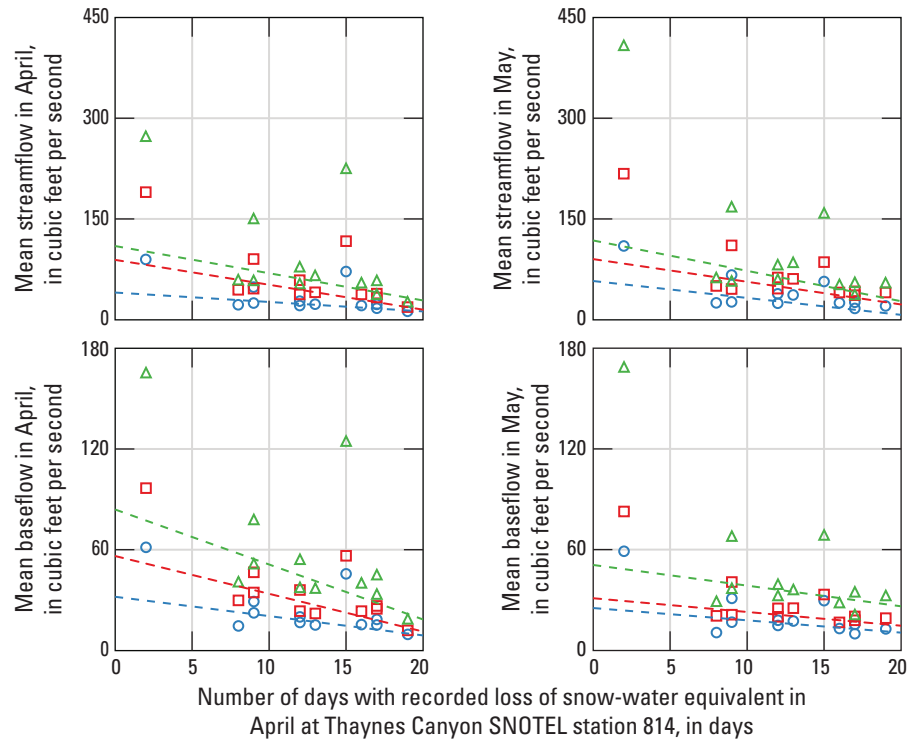 Mean streamflow in April,
in cubic feet per second
450
300
150
0
Mean streamflow in May,
in cubic feet per second
450
300
150
0
Mean baseflow in April,
in cubic feet per second
180
120
60
0
0 5 10 15 20
Mean baseflow in May,
in cubic feet per second
180
120
60
0
0 5 10 15 20
Number of days with recorded loss of snow-water equivalent in
April at Thaynes Canyon SNOTEL station 814, in days